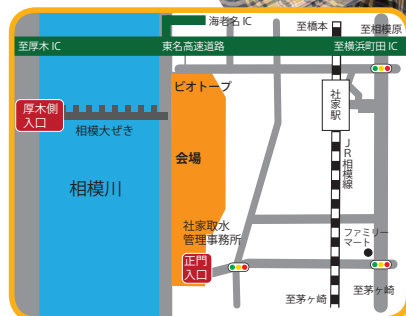 海老名 IC
至橋本
至相模原
至厚木 IC
東名高速道路
至横浜町田 IC
ビオトープ
厚木側
入口
相模大ぜき
社家駅
会場
JR相模線
相模川
社家取水
管理事務所
ファミリー
マート
正門
入口
至茅ヶ崎
至茅ヶ崎